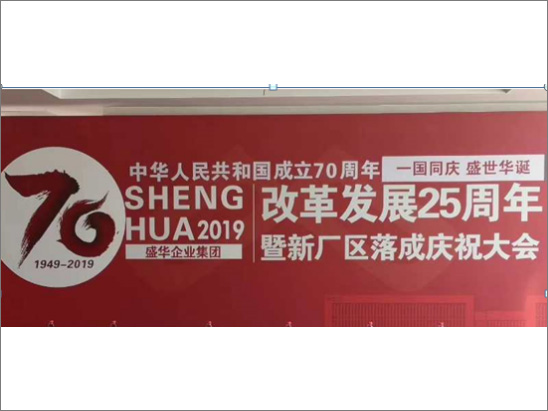 70
1949-2019
中华人民共和国成立70周年
一国同庆 盛世华诞
SHENG
HUA 2019
盛华企业集团
改革发展25周年
暨新厂区落成庆祝大会